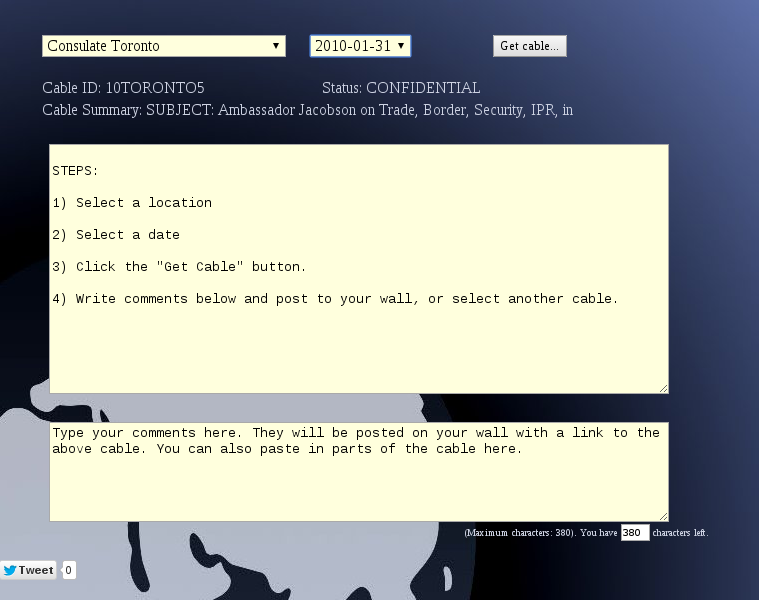 Consulate Toronto
2010-01-31
Get cable...
Cable ID: 10TORONTO5
Status: CONFIDENTIAL
Cable Summary: SUBJECT: Ambassador Jacobson on Trade, Border, Security, IPR, in
STEPS:
1) Select a location
2) Select a date
3) Click the "Get Cable" button.
4) Write comments below and post to your wall, or select another cable.
Type your comments here. They will be posted on your wall with a link to the
above cable. You can also paste in parts of the cable here.
(Maximum characters: 380). You have 380 characters left.
Tweet 0